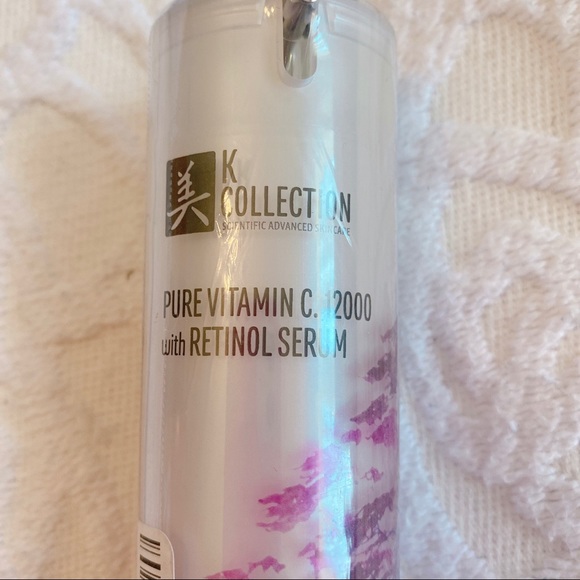 美
K
COLLECTION
SCIENTIFIC ADVANCED SKIN CARE
PURE VITAMIN C. 12000
with RETINOL SERUM